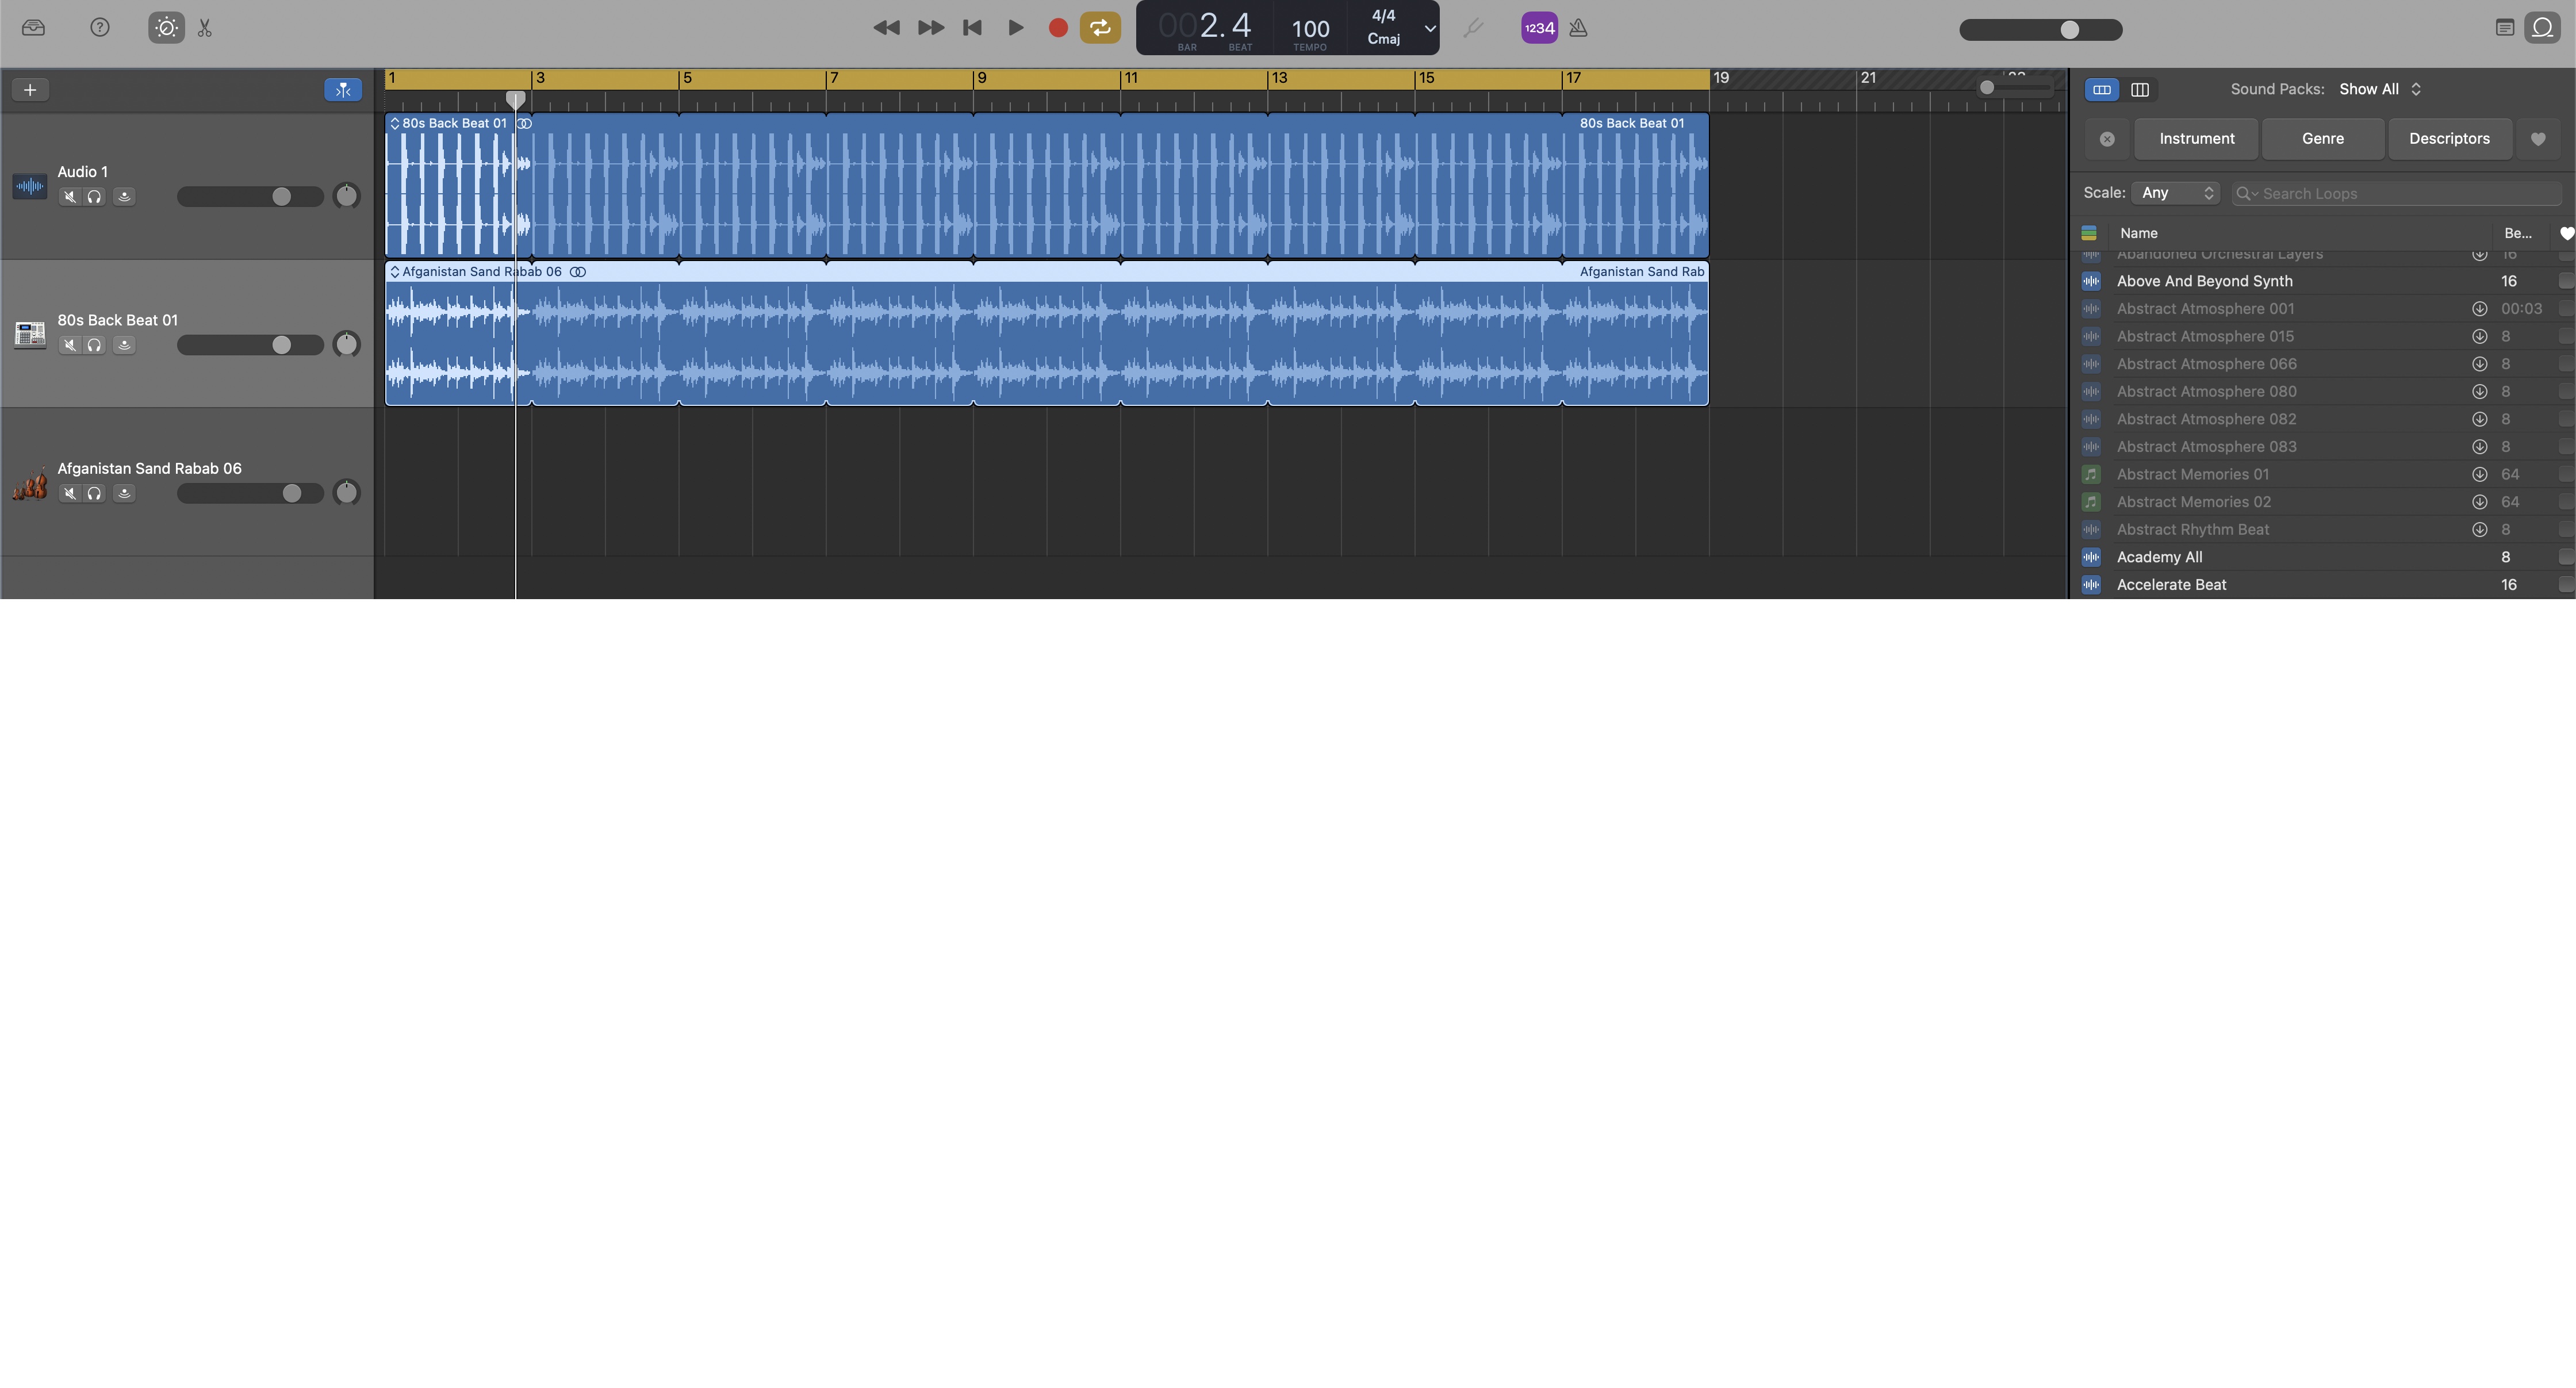 002.4 100 4/4
BAR BEAT TEMPO Cmaj
1234
1 3 5 7 9 11 13 15 17 19 21
Sound Packs: Show All
80s Back Beat 01 80s Back Beat 01
Instrument Genre Descriptors
Audio 1
Scale: Any Search Loops
Name Be...
Abandoned Orchestral Layers 16
Afganistan Sand Rabab 06 Afganistan Sand Rab
Above And Beyond Synth 16
Abstract Atmosphere 001 00:03
80s Back Beat 01
Abstract Atmosphere 015 8
Abstract Atmosphere 066 8
Abstract Atmosphere 080 8
Abstract Atmosphere 082 8
Abstract Atmosphere 083 8
Afganistan Sand Rabab 06
Abstract Memories 01 64
Abstract Memories 02 64
Abstract Rhythm Beat 8
Academy All 8
Accelerate Beat 16